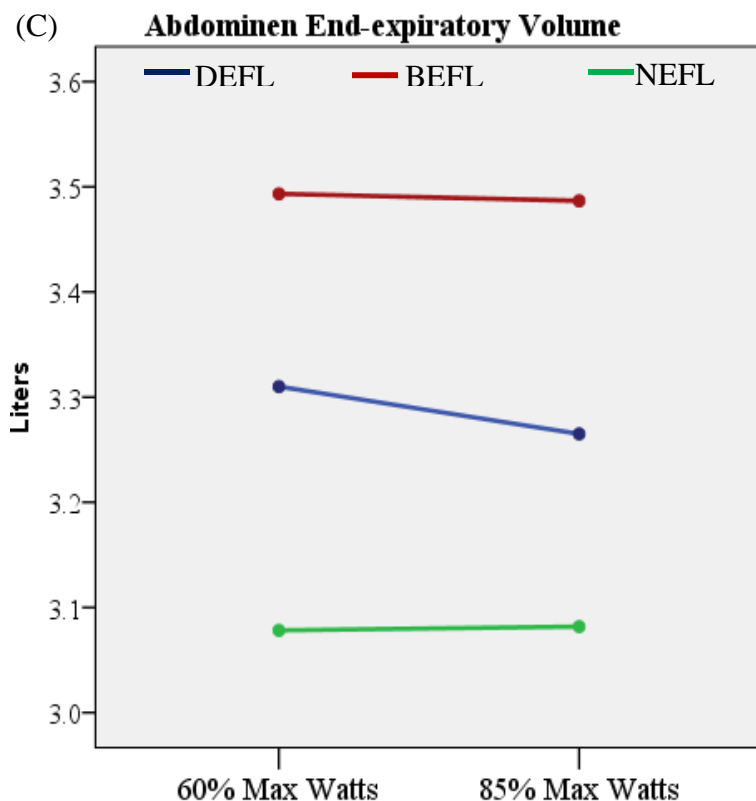 (C) Abdominen End-expiratory Volume
DEFL BEFL NEFL
3.6
3.5
3.4
3.3
3.2
3.1
3.0
Liters
60% Max Watts 85% Max Watts